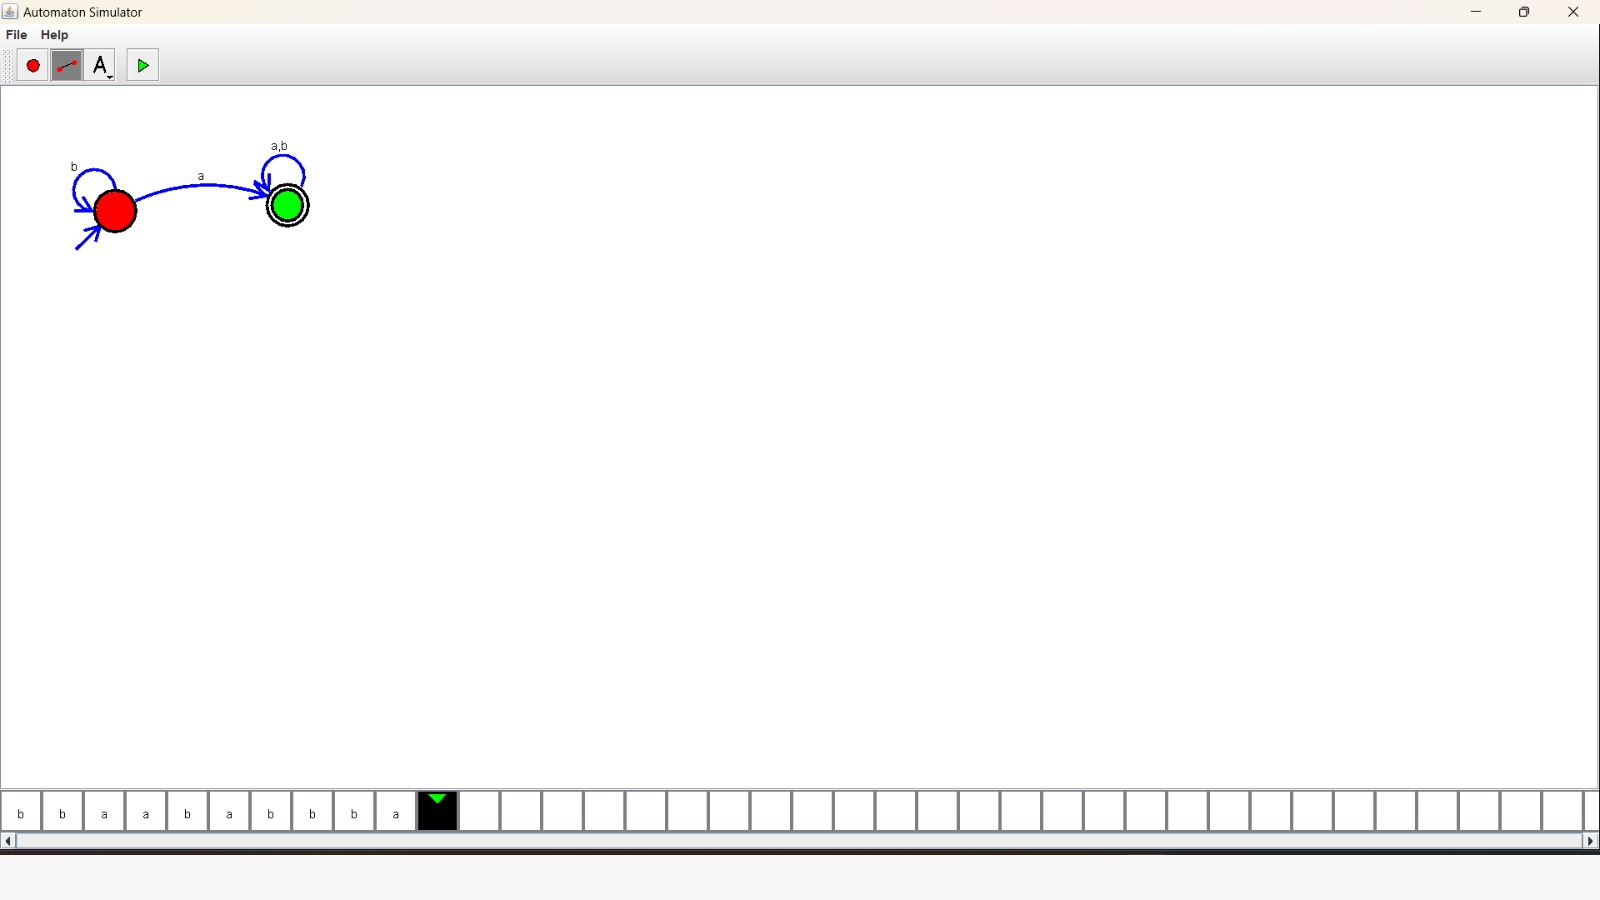 Automaton Simulator
File Help
A
a,b
b
a
b b a a b a b b b a